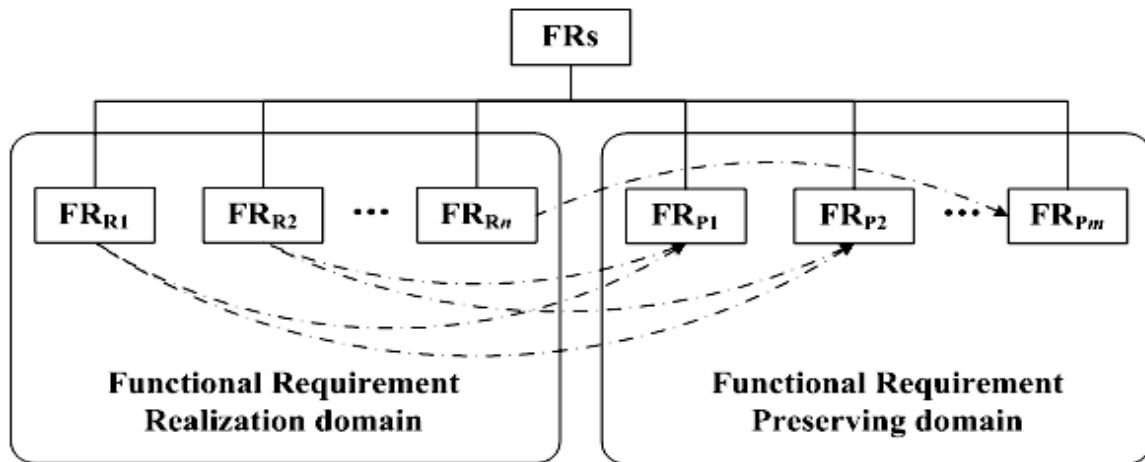 FRs
FR_R1
FR_R2
•••
FR_Rn
FR_P1
FR_P2
•••
FR_Pm
Functional Requirement
Realization domain
Functional Requirement
Preserving domain